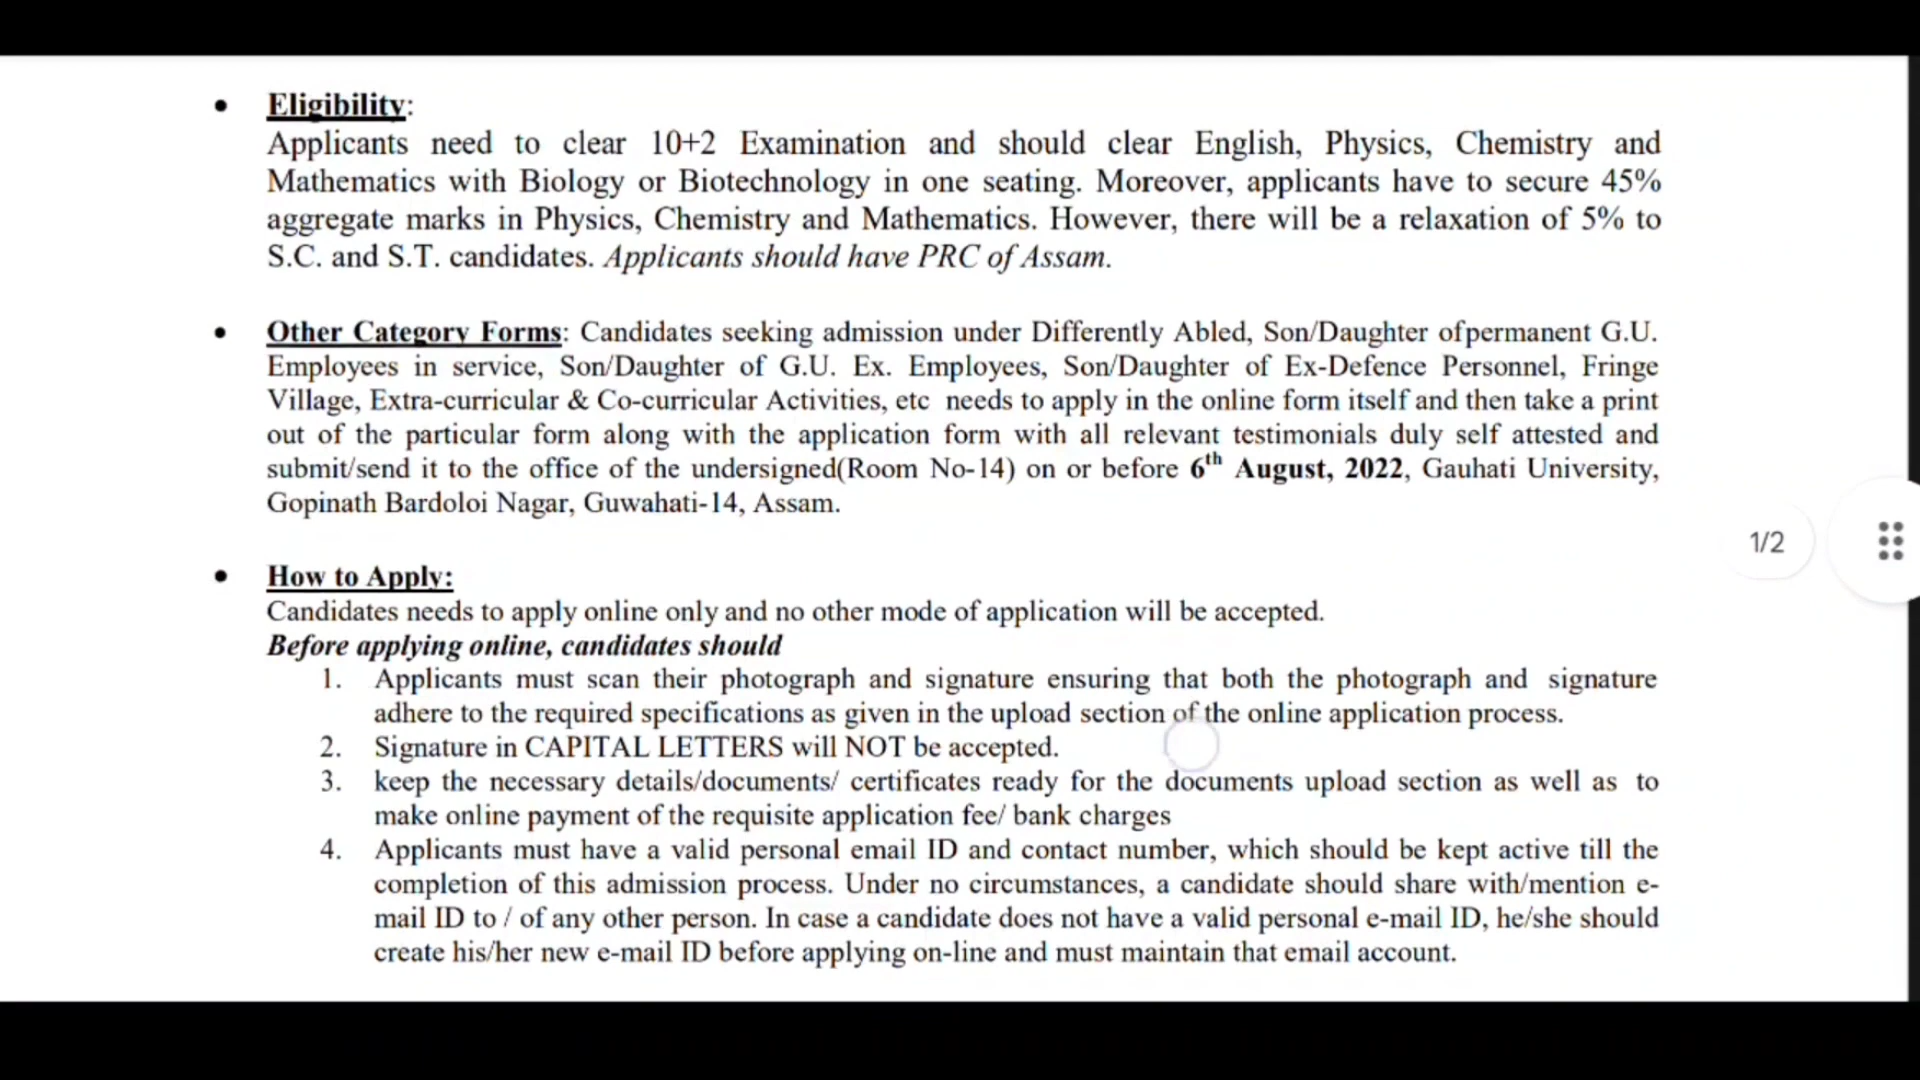 • Eligibility:
Applicants need to clear 10+2 Examination and should clear English, Physics, Chemistry and
Mathematics with Biology or Biotechnology in one seating. Moreover, applicants have to secure 45%
aggregate marks in Physics, Chemistry and Mathematics. However, there will be a relaxation of 5% to
S.C. and S.T. candidates. Applicants should have PRC of Assam.
• Other Category Forms: Candidates seeking admission under Differently Abled, Son/Daughter ofpermanent G.U.
Employees in service, Son/Daughter of G.U. Ex. Employees, Son/Daughter of Ex-Defence Personnel, Fringe
Village, Extra-curricular & Co-curricular Activities, etc needs to apply in the online form itself and then take a print
out of the particular form along with the application form with all relevant testimonials duly self attested and
submit/send it to the office of the undersigned(Room No-14) on or before 6th August, 2022, Gauhati University,
Gopinath Bardoloi Nagar, Guwahati-14, Assam.
1/2
• How to Apply:
Candidates needs to apply online only and no other mode of application will be accepted.
Before applying online, candidates should
1. Applicants must scan their photograph and signature ensuring that both the photograph and signature
adhere to the required specifications as given in the upload section of the online application process.
2. Signature in CAPITAL LETTERS will NOT be accepted.
3. keep the necessary details/documents/ certificates ready for the documents upload section as well as to
make online payment of the requisite application fee/ bank charges
4. Applicants must have a valid personal email ID and contact number, which should be kept active till the
completion of this admission process. Under no circumstances, a candidate should share with/mention e-
mail ID to / of any other person. In case a candidate does not have a valid personal e-mail ID, he/she should
create his/her new e-mail ID before applying on-line and must maintain that email account.